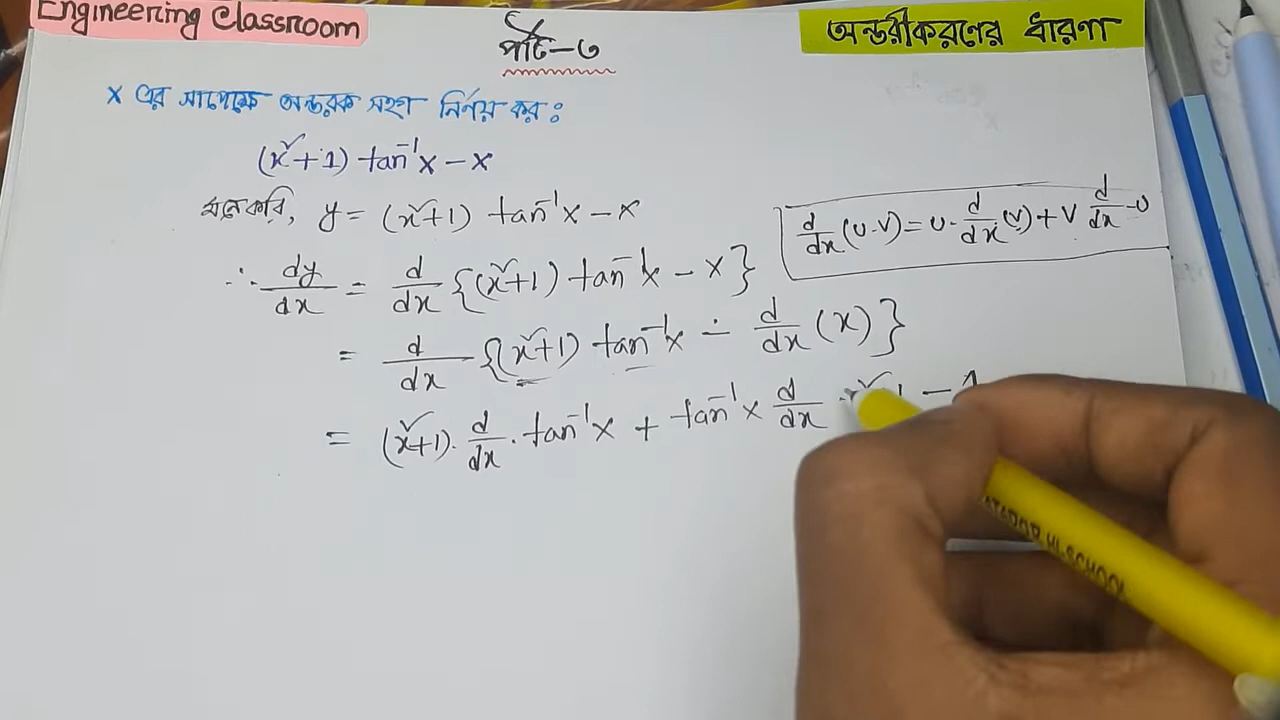 Engineering Classroom
পার্ট-৩
অন্তরীকরণের ধারণা
x এর সাপেক্ষে অন্তরক সহগ নির্ণয় কর:
(x²+1) tan⁻¹x − x
মনেকরি, y = (x²+1) tan⁻¹x − x
d/dx (U·V) = U· d/dx (V) + V d/dx U
∴ dy/dx = d/dx {(x²+1) tan⁻¹x − x}
= d/dx {(x²+1) tan⁻¹x − d/dx (x)}
= (x²+1)· d/dx · tan⁻¹x + tan⁻¹x d/dx